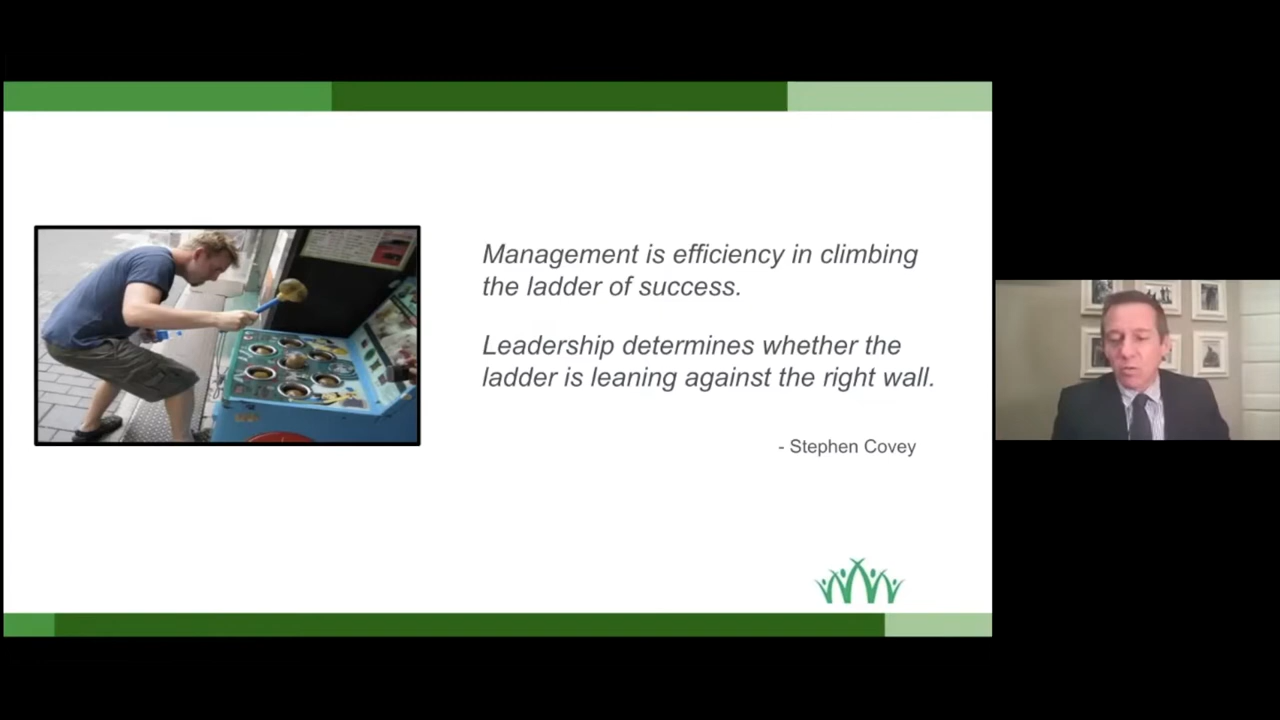 Management is efficiency in climbing
the ladder of success.
Leadership determines whether the
ladder is leaning against the right wall.
- Stephen Covey